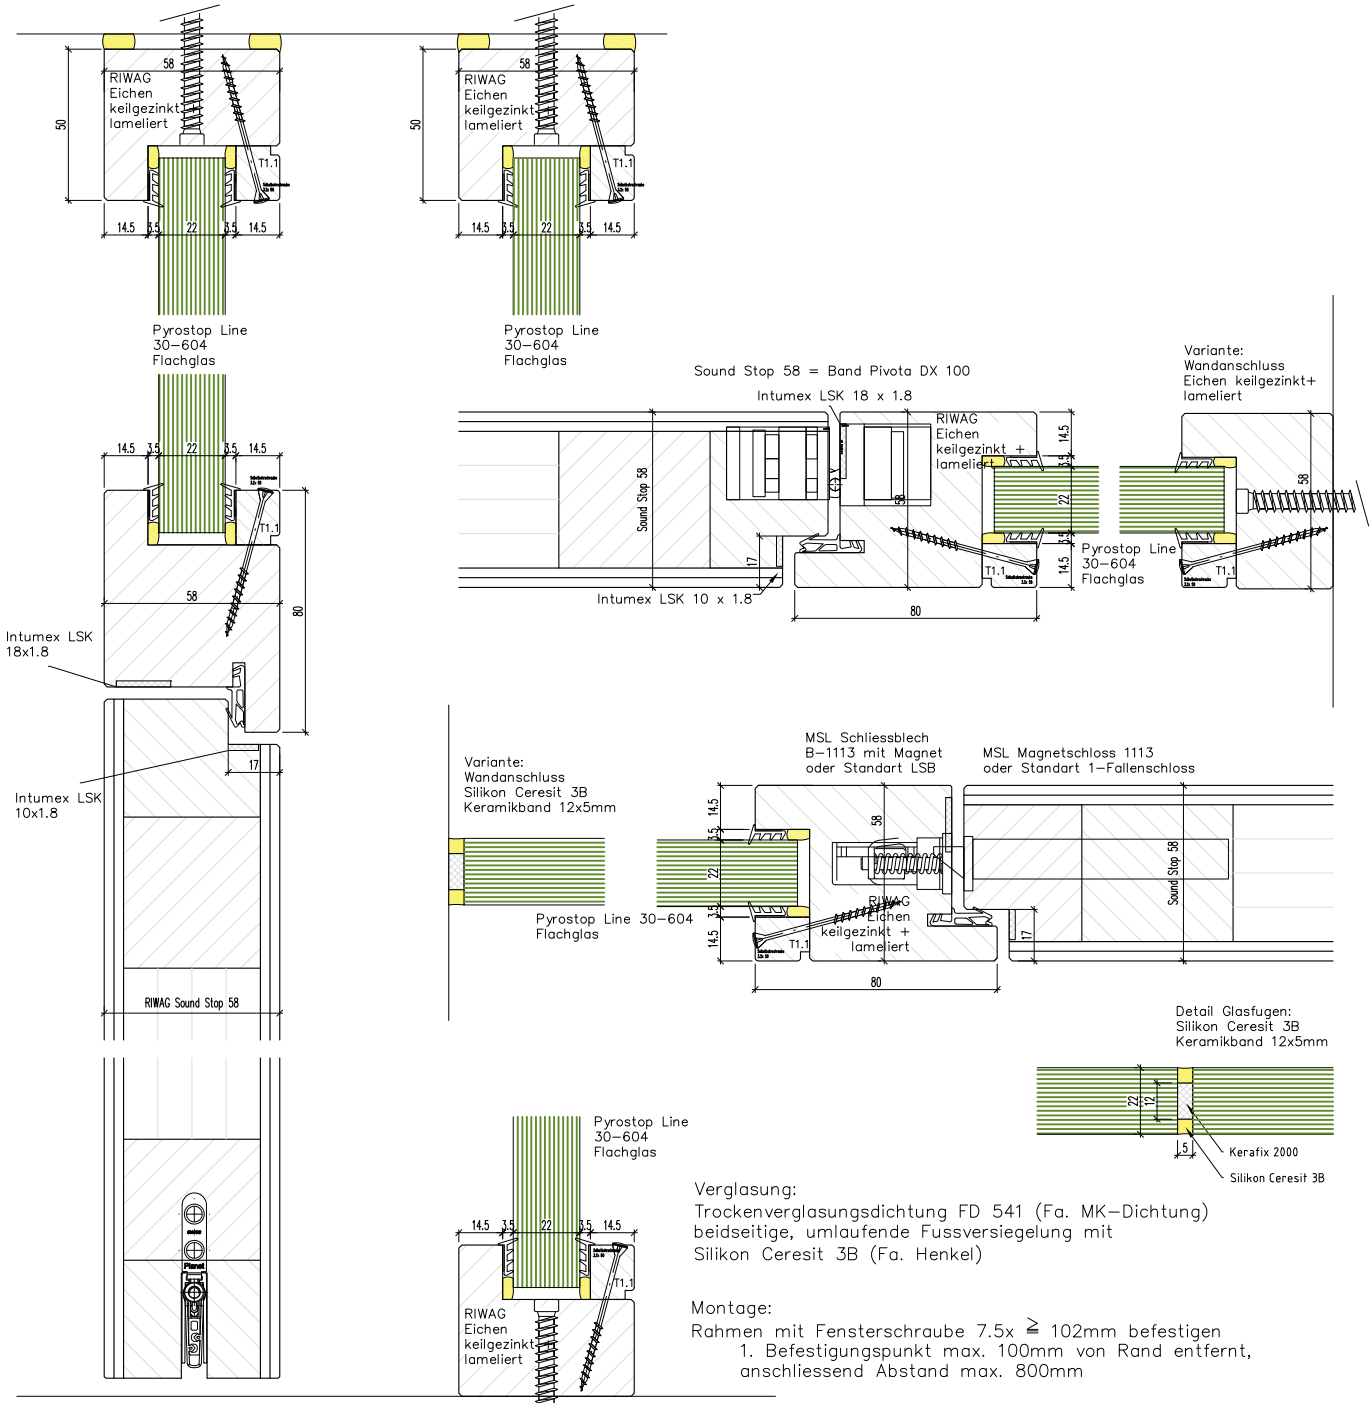 58
RIWAG
Eichen
keilgezinkt +
lameliert
50
T1.1
14.5 3.5 22 3.5 14.5
58
RIWAG
Eichen
keilgezinkt +
lameliert
50
T1.1
14.5 3.5 22 3.5 14.5
Pyrostop Line
30-604
Flachglas
Pyrostop Line
30-604
Flachglas
14.5 3.5 22 3.5 14.5
T1.1
58
80
Intumex LSK
18x1.8
17
Intumex LSK
10x1.8
RIWAG Sound Stop 58
Planet
Sound Stop 58 = Band Pivota DX 100
Intumex LSK 18 x 1.8
RIWAG
Eichen
keilgezinkt +
lameliert
Sound Stop 58
58
17
T1.1
14.5
3.5
22
3.5
14.5
Intumex LSK 10 x 1.8
80
Pyrostop Line
30-604
Flachglas
Variante:
Wandanschluss
Eichen keilgezinkt+
lameliert
58
T1.1
Variante:
Wandanschluss
Silikon Ceresit 3B
Keramikband 12x5mm
Pyrostop Line 30-604
Flachglas
MSL Schliessblech
B-1113 mit Magnet
oder Standart LSB
MSL Magnetschloss 1113
oder Standart 1-Fallenschloss
14.5
3.5
22
3.5
14.5
58
RIWAG
Eichen
keilgezinkt +
lameliert
T1.1
Sound Stop 58
17
80
Detail Glasfugen:
Silikon Ceresit 3B
Keramikband 12x5mm
22
12
5
Kerafix 2000
Silikon Ceresit 3B
Pyrostop Line
30-604
Flachglas
14.5 3.5 22 3.5 14.5
T1.1
RIWAG
Eichen
keilgezinkt +
lameliert
Verglasung:
Trockenverglasungsdichtung FD 541 (Fa. MK-Dichtung)
beidseitige, umlaufende Fussversiegelung mit
Silikon Ceresit 3B (Fa. Henkel)
Montage:
Rahmen mit Fensterschraube 7.5x ≧ 102mm befestigen
1. Befestigungspunkt max. 100mm von Rand entfernt,
anschliessend Abstand max. 800mm